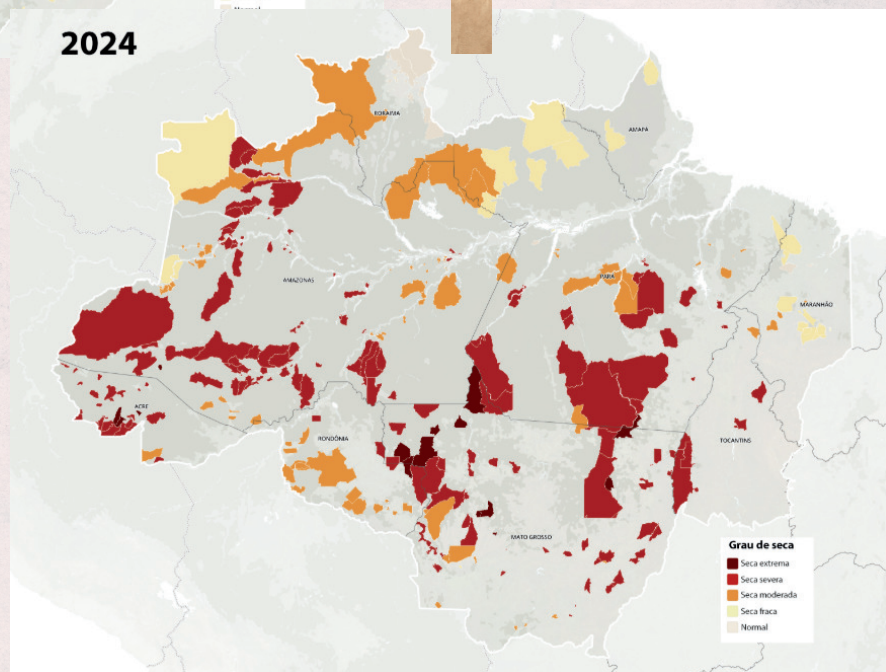 Normal
2024
RORAIMA
AMAPÁ
AMAZONAS
PARÁ
MARANHÃO
ACRE
RONDÔNIA
TOCANTINS
MATO GROSSO
Grau de seca
Seca extrema
Seca severa
Seca moderada
Seca fraca
Normal